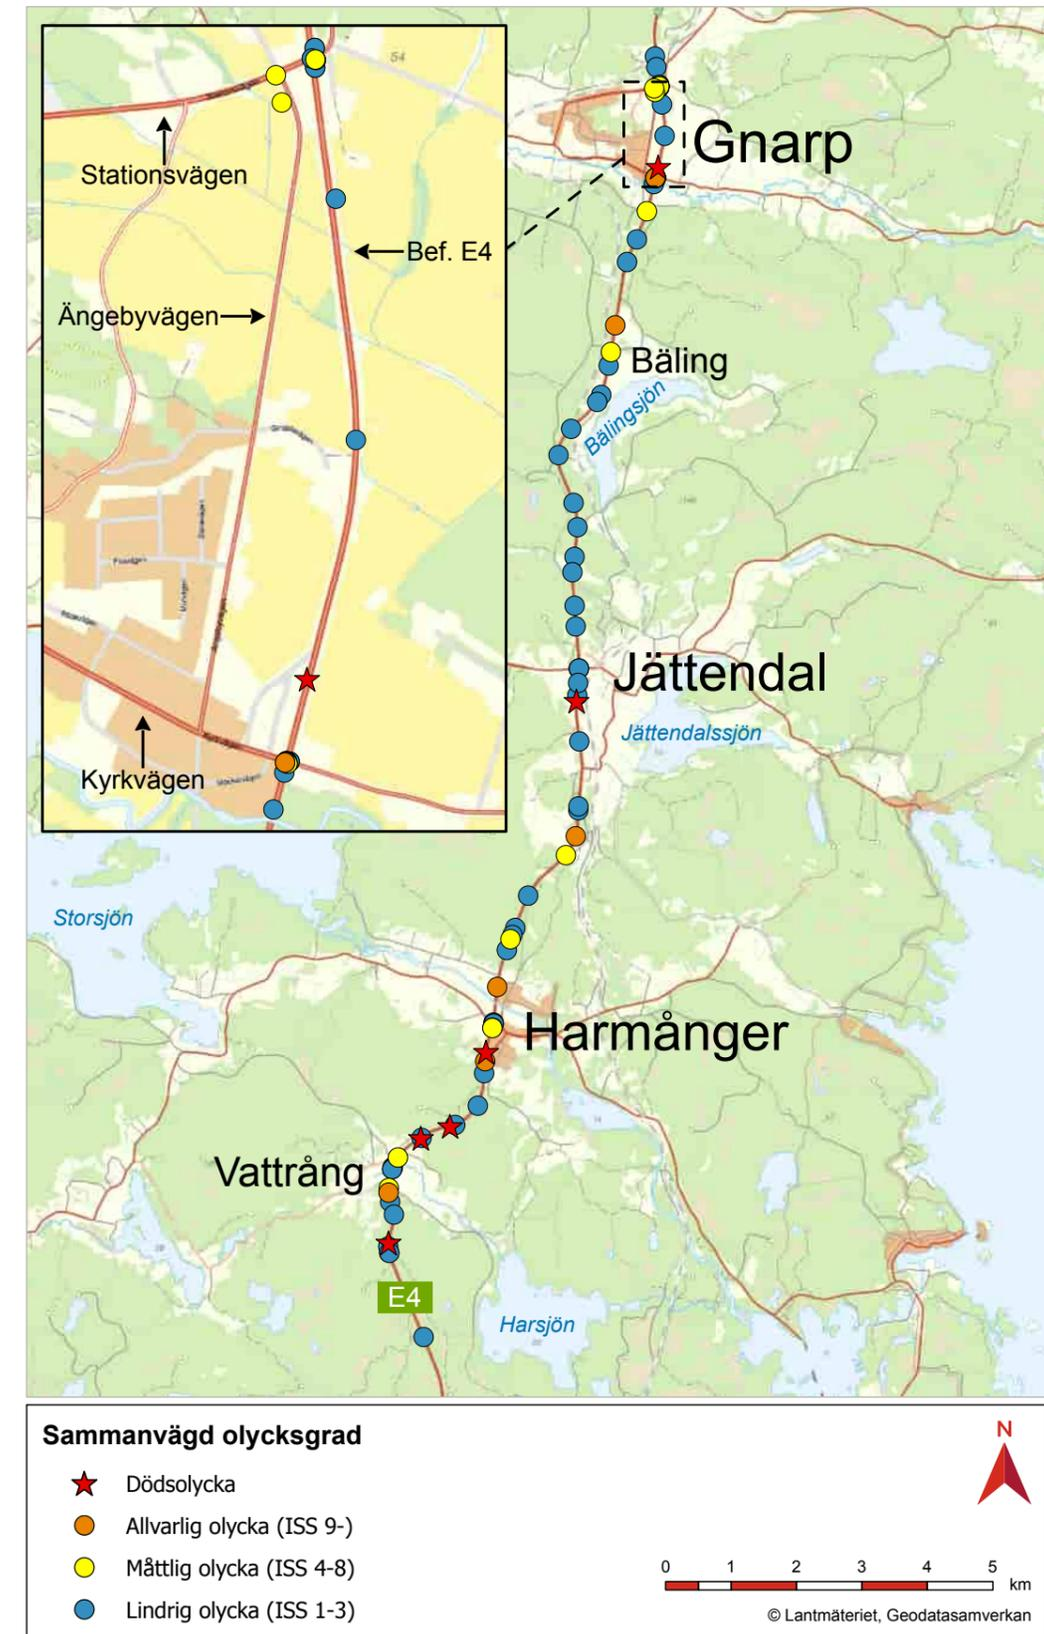 54
Stationsvägen
Gnarp
Bef. E4
Ängebyvägen
Bäling
Bälingsjön
Jättendal
Jättendalssjön
Kyrkvägen
Storsjön
Harmånger
Vattrång
E4
Harsjön
Sammanvägd olycksgrad
Dödsolycka
Allvarlig olycka (ISS 9-)
Måttlig olycka (ISS 4-8)
Lindrig olycka (ISS 1-3)
N
0 1 2 3 4 5
km
© Lantmäteriet, Geodatasamverkan